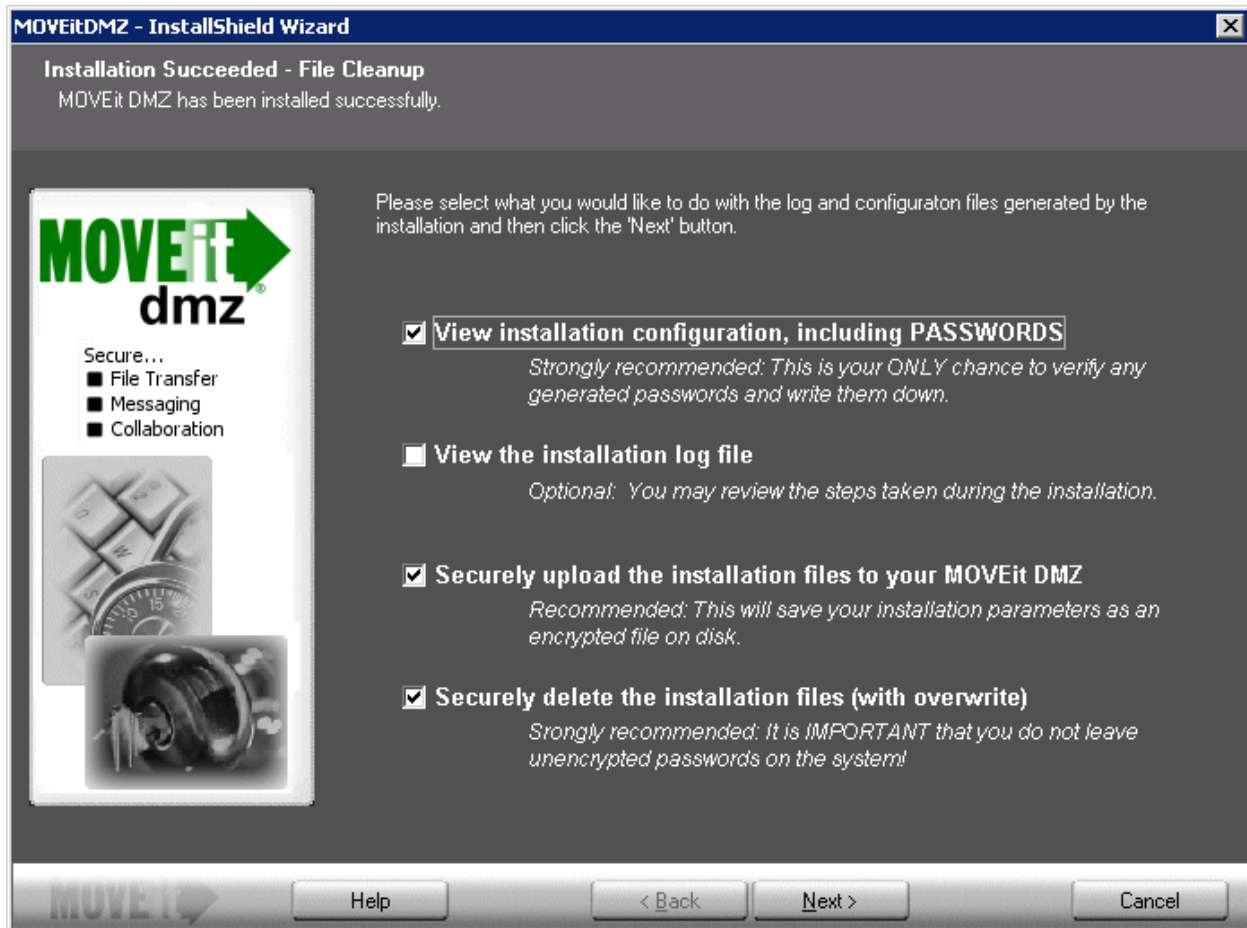 MOVEitDMZ - InstallShield Wizard
Installation Succeeded - File Cleanup
MOVEit DMZ has been installed successfully.
MOVEit
dmz®
Secure...
File Transfer
Messaging
Collaboration
Please select what you would like to do with the log and configuraton files generated by the
installation and then click the 'Next' button.
View installation configuration, including PASSWORDS
Strongly recommended: This is your ONLY chance to verify any
generated passwords and write them down.
View the installation log file
Optional: You may review the steps taken during the installation.
Securely upload the installation files to your MOVEit DMZ
Recommended: This will save your installation parameters as an
encrypted file on disk.
Securely delete the installation files (with overwrite)
Srongly recommended: It is IMPORTANT that you do not leave
unencrypted passwords on the system!
MOVEit
Help
< Back
Next >
Cancel